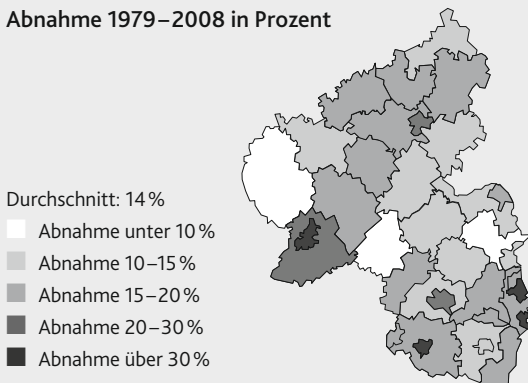 Abnahme 1979–2008 in Prozent
Durchschnitt: 14 %
Abnahme unter 10 %
Abnahme 10–15 %
Abnahme 15–20 %
Abnahme 20–30 %
Abnahme über 30 %